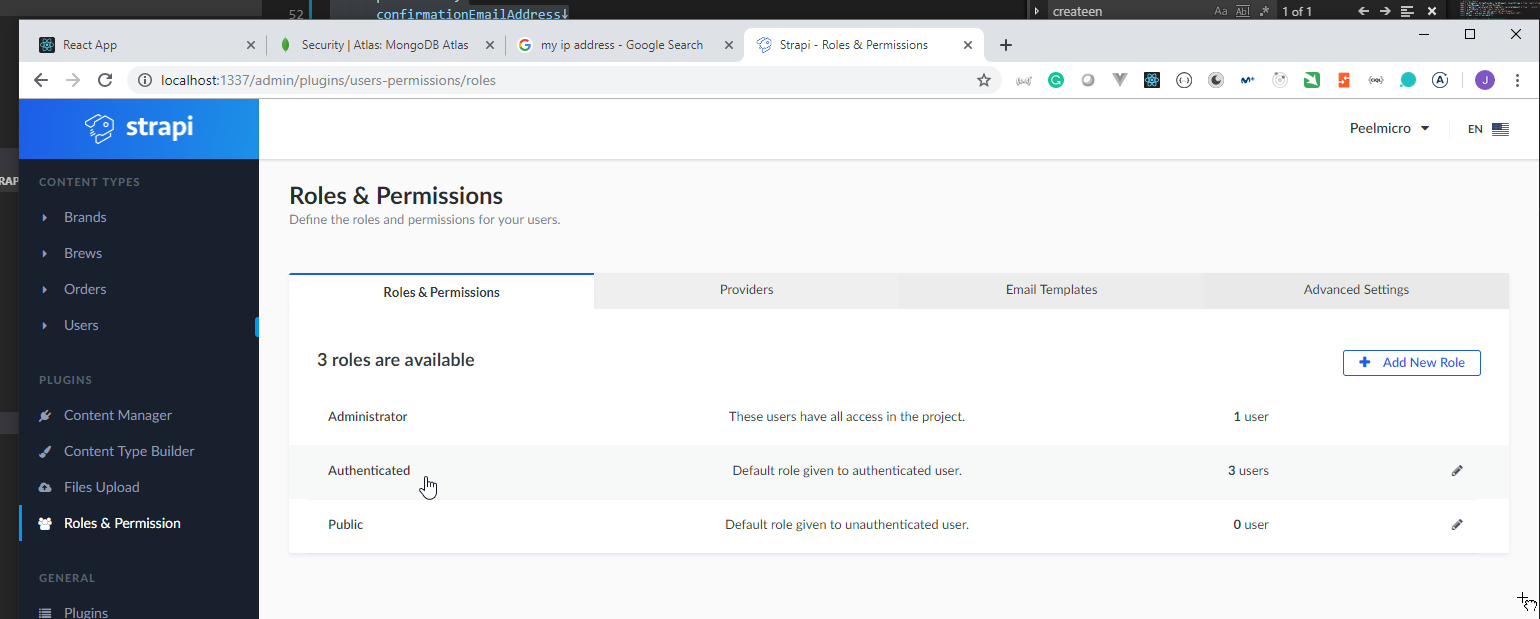 52
confirmationEmailAddress↓
createen
Aa Abl .* 1 of 1
React App
Security | Atlas: MongoDB Atlas
my ip address - Google Search
Strapi - Roles & Permissions
localhost:1337/admin/plugins/users-permissions/roles
J
RAP
strapi
Peelmicro
EN
CONTENT TYPES
Brands
Brews
Orders
Users
PLUGINS
Content Manager
Content Type Builder
Files Upload
Roles & Permission
GENERAL
Plugins
Roles & Permissions
Define the roles and permissions for your users.
Roles & Permissions Providers Email Templates Advanced Settings
3 roles are available
Add New Role
Administrator These users have all access in the project. 1 user
Authenticated Default role given to authenticated user. 3 users
Public Default role given to unauthenticated user. 0 user